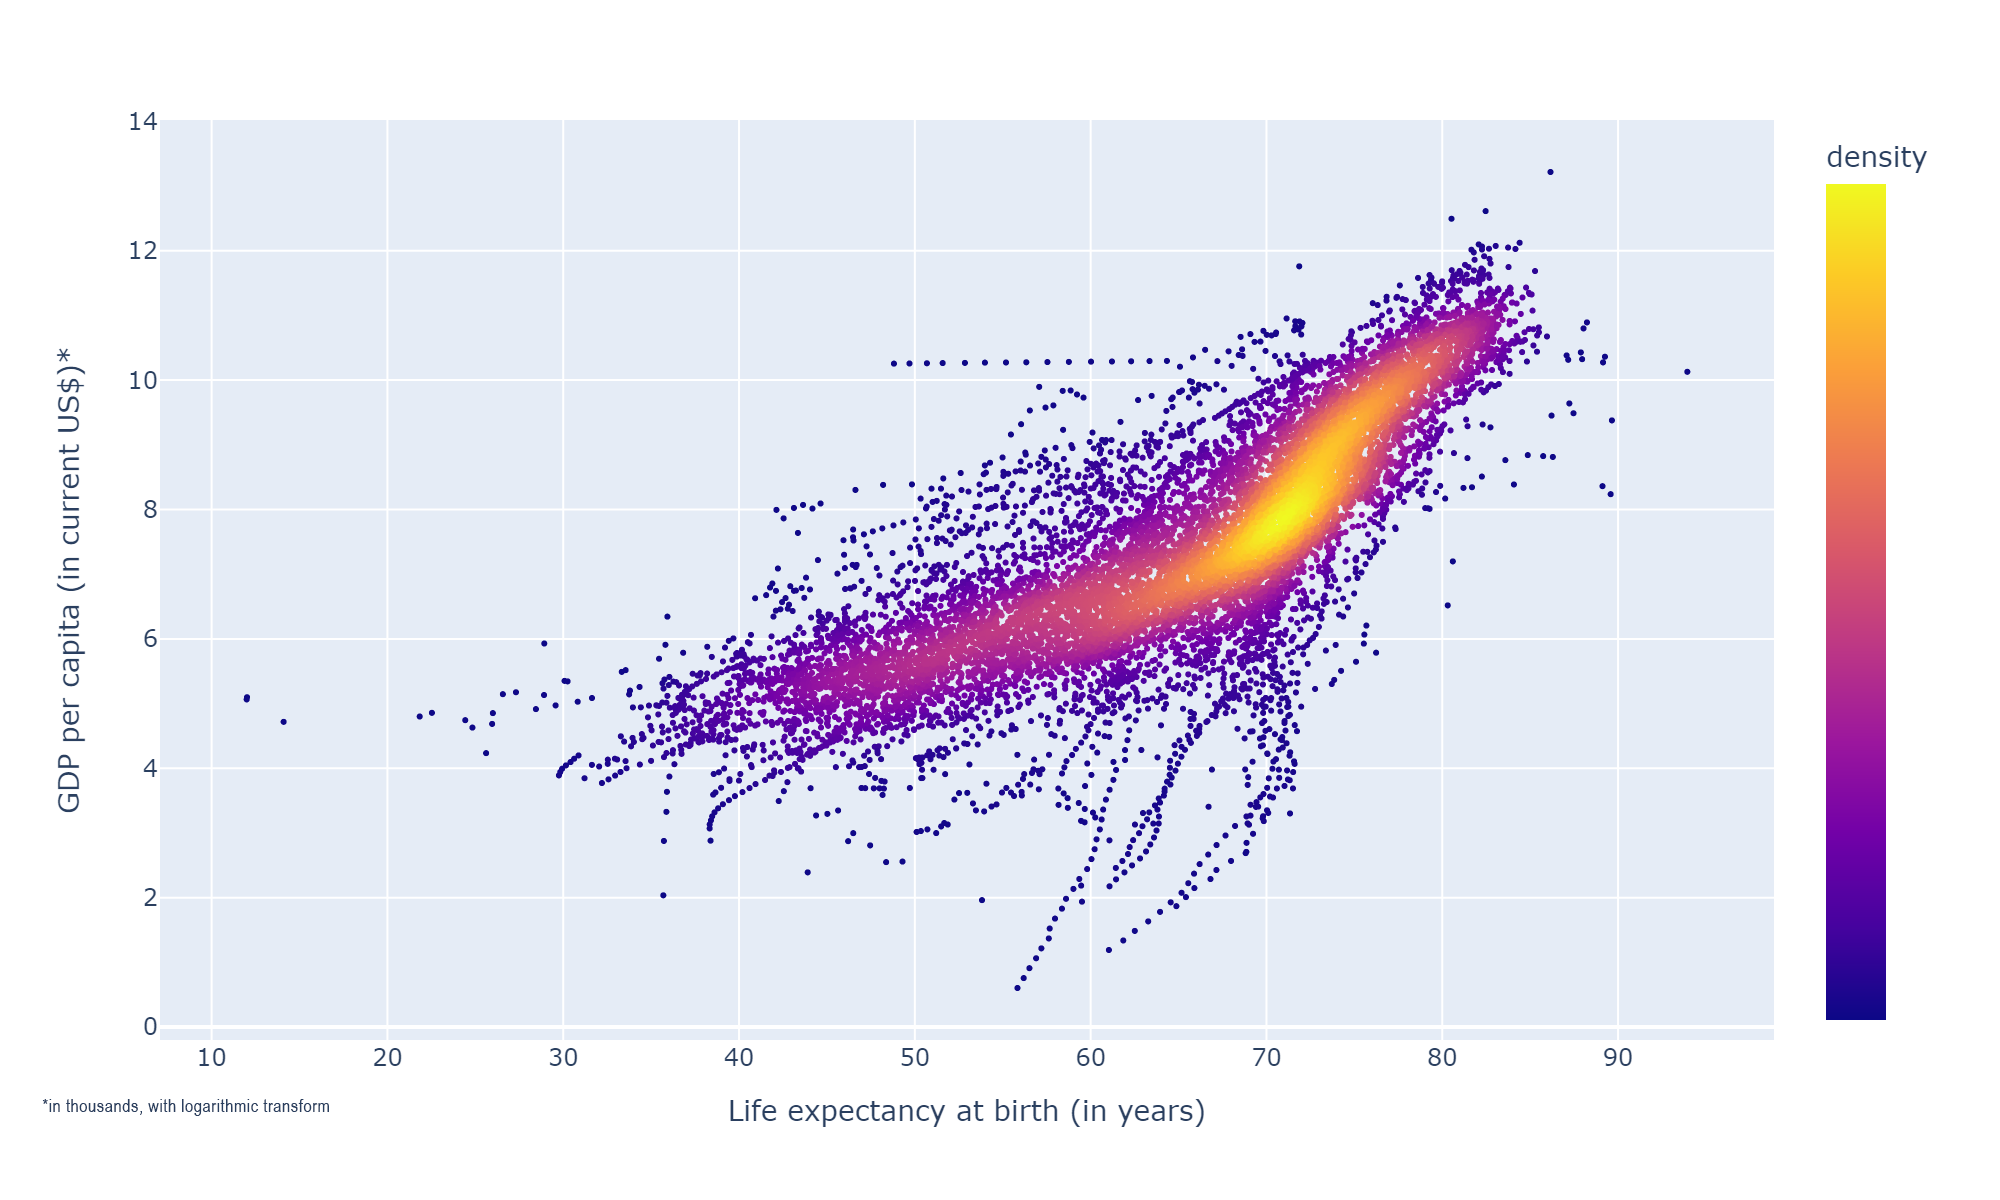 density
GDP per capita (in current US$)*
14
12
10
8
6
4
2
0
10 20 30 40 50 60 70 80 90
Life expectancy at birth (in years)
*in thousands, with logarithmic transform